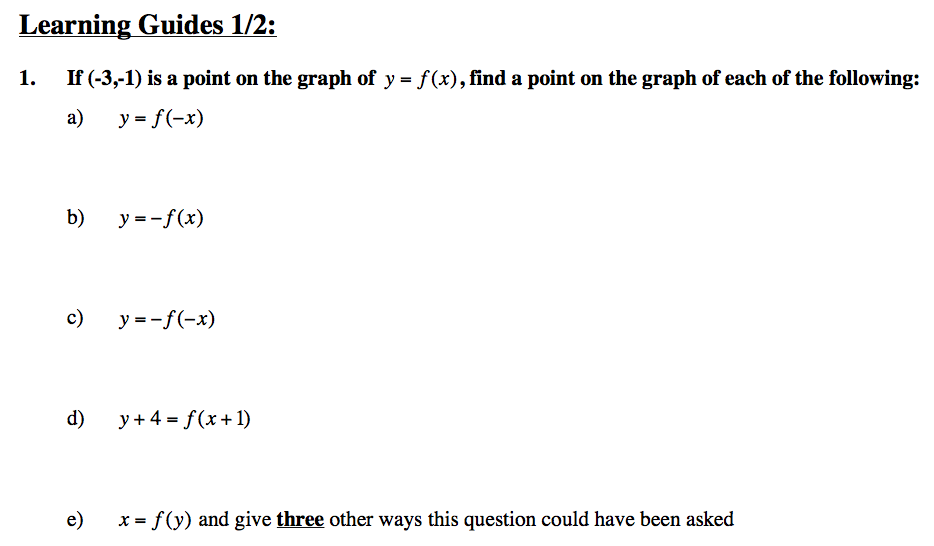 Learning Guides 1/2:
1. If (-3,-1) is a point on the graph of y = f(x), find a point on the graph of each of the following:
a) y = f(−x)
b) y = −f(x)
c) y = −f(−x)
d) y + 4 = f(x + 1)
e) x = f(y) and give three other ways this question could have been asked